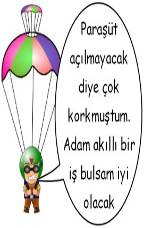 Paraşüt
açılmayacak
diye çok
korkmuştum.
Adam akıllı bir
iş bulsam iyi
olacak